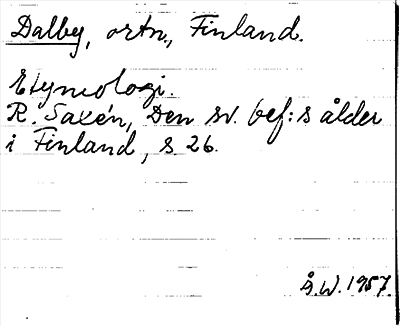 Dalby, ortn., Finland.
Etymologi.
R. Saxén, Den sv. bef:s ålder
i Finland, s. 26.
Å.W. 1957.